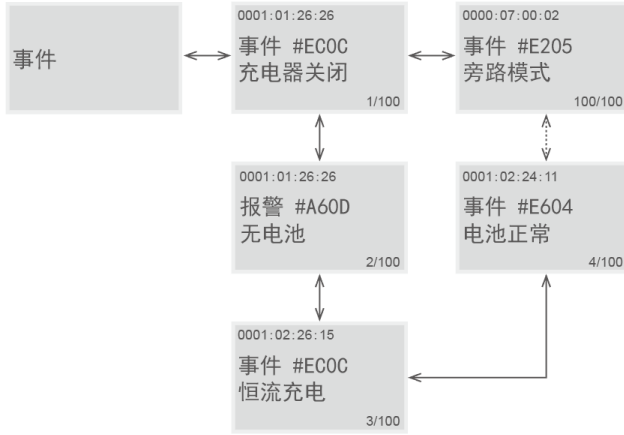 事件
0001:01:26:26
事件 #EC0C
充电器关闭
1/100
0000:07:00:02
事件 #E205
旁路模式
100/100
0001:01:26:26
报警 #A60D
无电池
2/100
0001:02:24:11
事件 #E604
电池正常
4/100
0001:02:26:15
事件 #EC0C
恒流充电
3/100